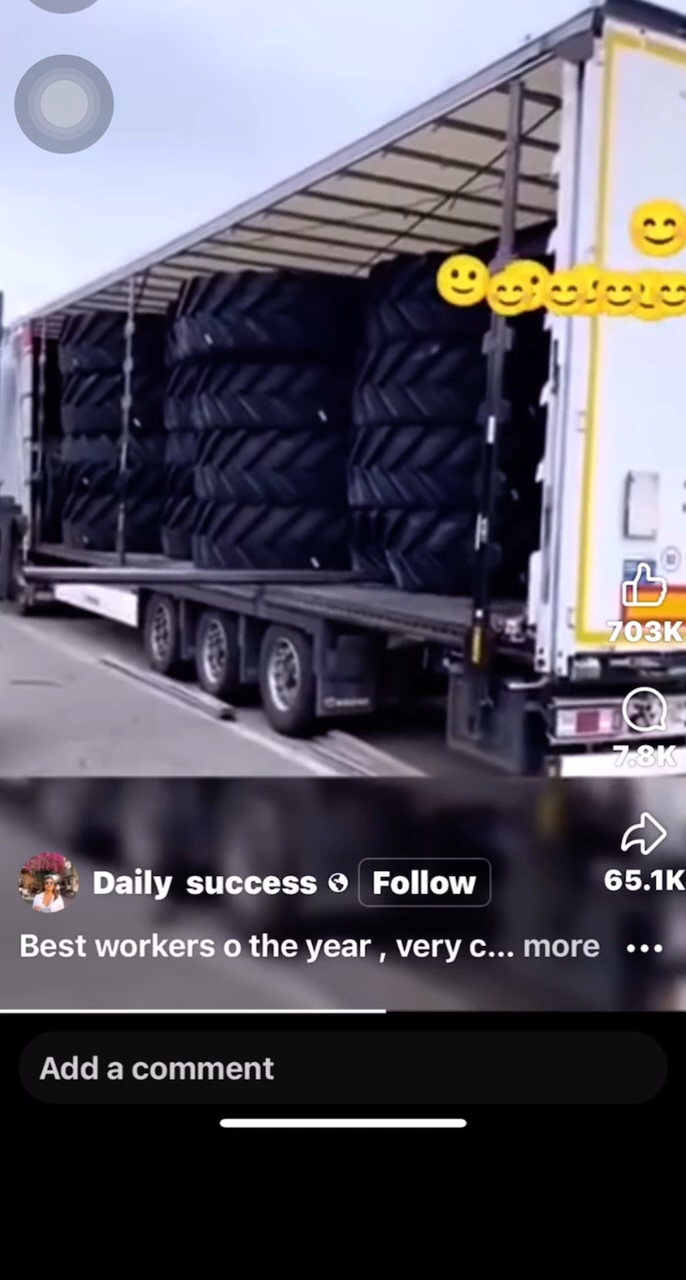 703K
7.8K
65.1K
Daily success Follow
Best workers o the year , very c... more
Add a comment